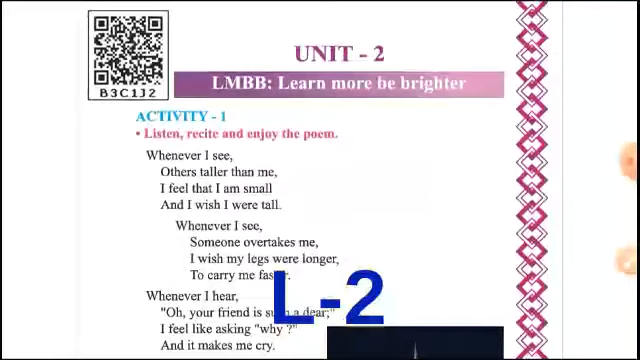 B3C1J2
UNIT - 2
LMBB: Learn more be brighter
ACTIVITY - 1
• Listen, recite and enjoy the poem.
Whenever I see,
Others taller than me,
I feel that I am small
And I wish I were tall.
Whenever I see,
Someone overtakes me,
I wish my legs were longer,
To carry me faster.
Whenever I hear,
"Oh, your friend is such a dear;"
I feel like asking "why ?"
And it makes me cry.
L-2